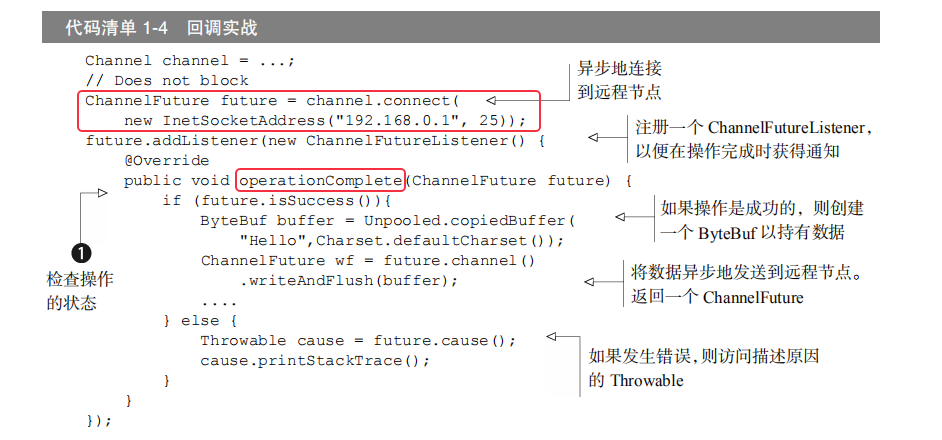 代码清单 1-4 回调实战
Channel channel = ...;
// Does not block
ChannelFuture future = channel.connect(
new InetSocketAddress("192.168.0.1", 25));
future.addListener(new ChannelFutureListener() {
@Override
public void operationComplete(ChannelFuture future) {
if (future.isSuccess()){
ByteBuf buffer = Unpooled.copiedBuffer(
"Hello",Charset.defaultCharset());
ChannelFuture wf = future.channel()
.writeAndFlush(buffer);
....
} else {
Throwable cause = future.cause();
cause.printStackTrace();
}
}
});
异步地连接
到远程节点
注册一个 ChannelFutureListener,
以便在操作完成时获得通知
❶
检查操作
的状态
如果操作是成功的，则创建
一个 ByteBuf 以持有数据
将数据异步地发送到远程节点。
返回一个 ChannelFuture
如果发生错误，则访问描述原因
的 Throwable